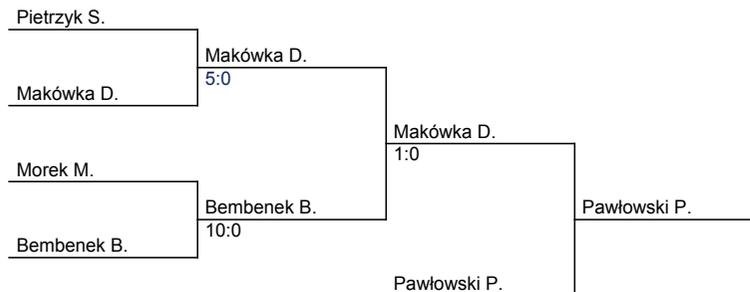 Pietrzyk S.
Makówka D.
5:0
Makówka D.
Makówka D.
1:0
Morek M.
Bembenek B.
Pawłowski P.
10:0
Bembenek B.
Pawłowski P.